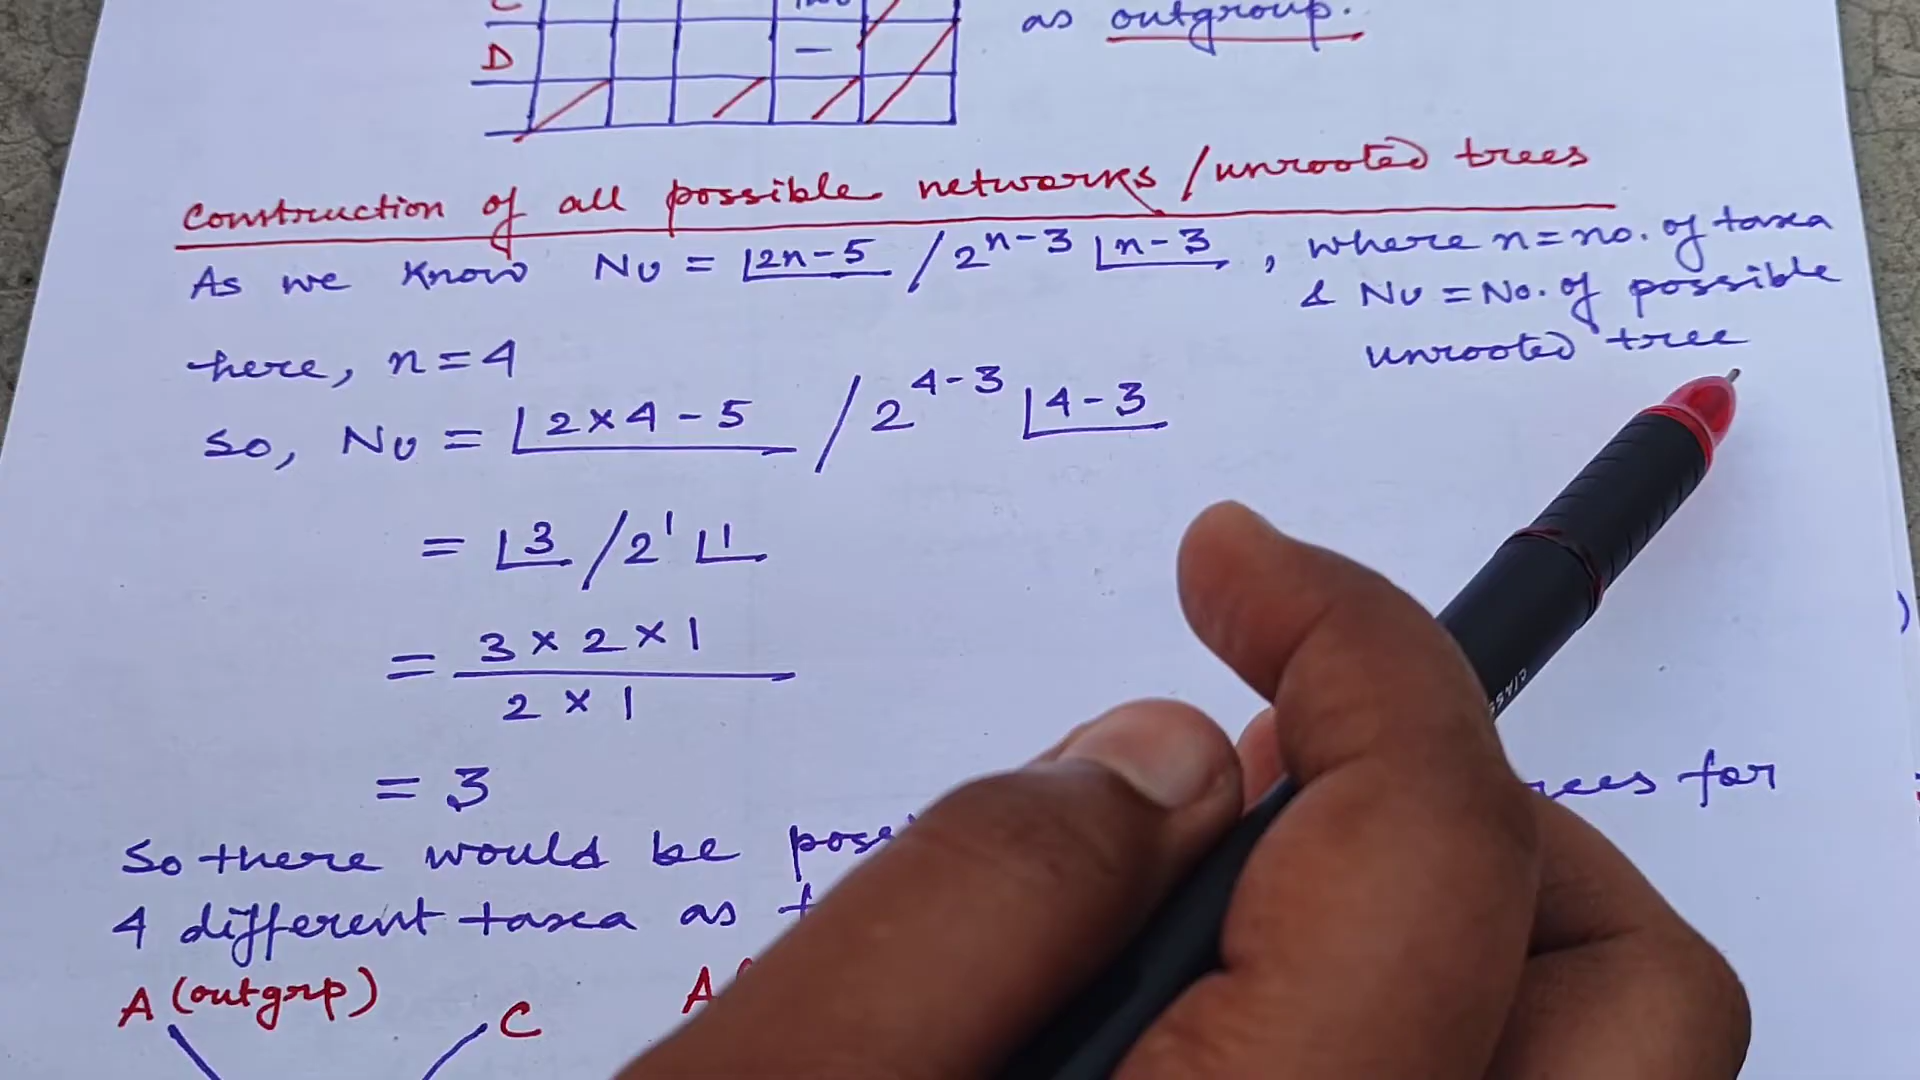 as outgroup.
D
Construction of all possible networks / unrooted trees
As we know NU = ⌊2n-5 / 2^n-3 ⌊n-3 , where n = no. of taxa
& NU = No. of possible
unrooted tree
here, n = 4
so, NU = ⌊2×4-5 / 2^4-3 ⌊4-3
= ⌊3 / 2^1 ⌊1
= 3 × 2 × 1
2 × 1
= 3
So there would be for
4 different taxa as
A (outgrp) A
C
CLASS